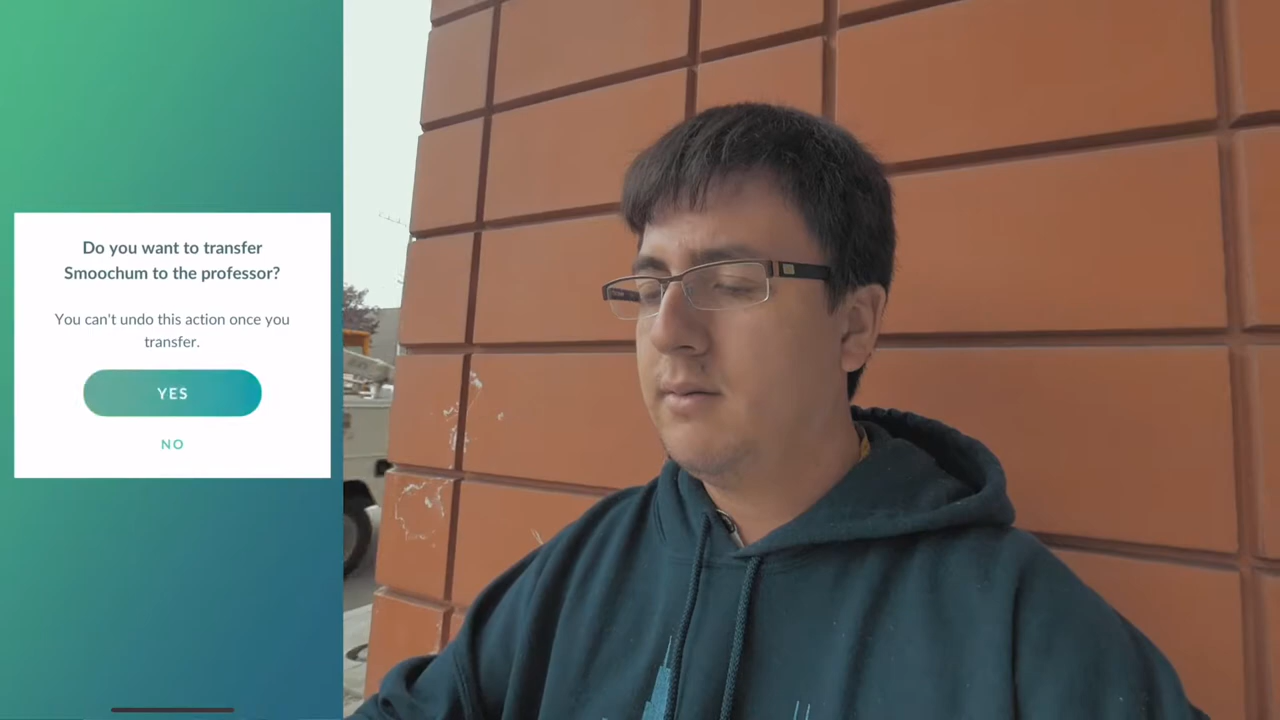 Do you want to transfer
Smoochum to the professor?
You can't undo this action once you
transfer.
YES
NO